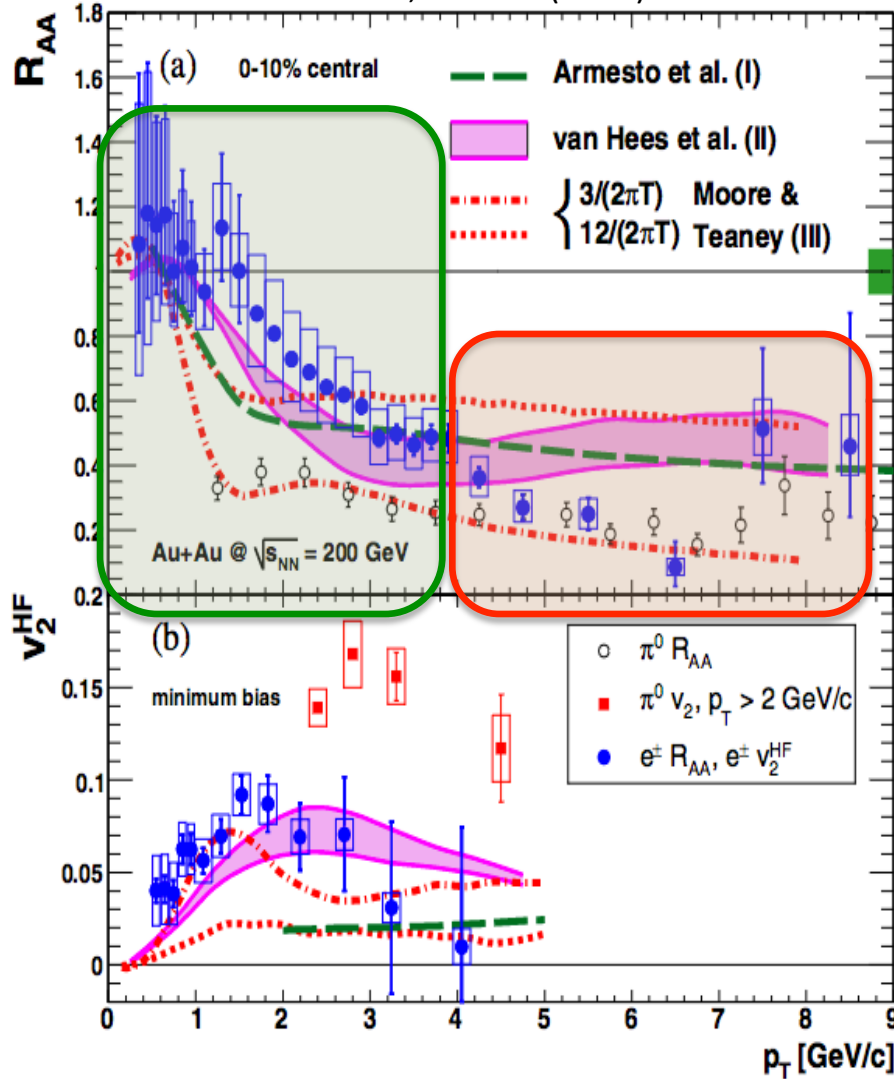 R_AA
1.8
1.6
1.4
1.2
1
0.8
0.6
0.4
0.2
(a)
0-10% central
Armesto et al. (I)
van Hees et al. (II)
3/(2πT) Moore &
12/(2πT) Teaney (III)
Au+Au @ √s_NN = 200 GeV
v_2^HF
0.2
0.15
0.1
0.05
0
(b)
minimum bias
π⁰ R_AA
π⁰ v_2, p_T > 2 GeV/c
e± R_AA, e± v_2^HF
0 1 2 3 4 5 6 7 8 9
p_T [GeV/c]